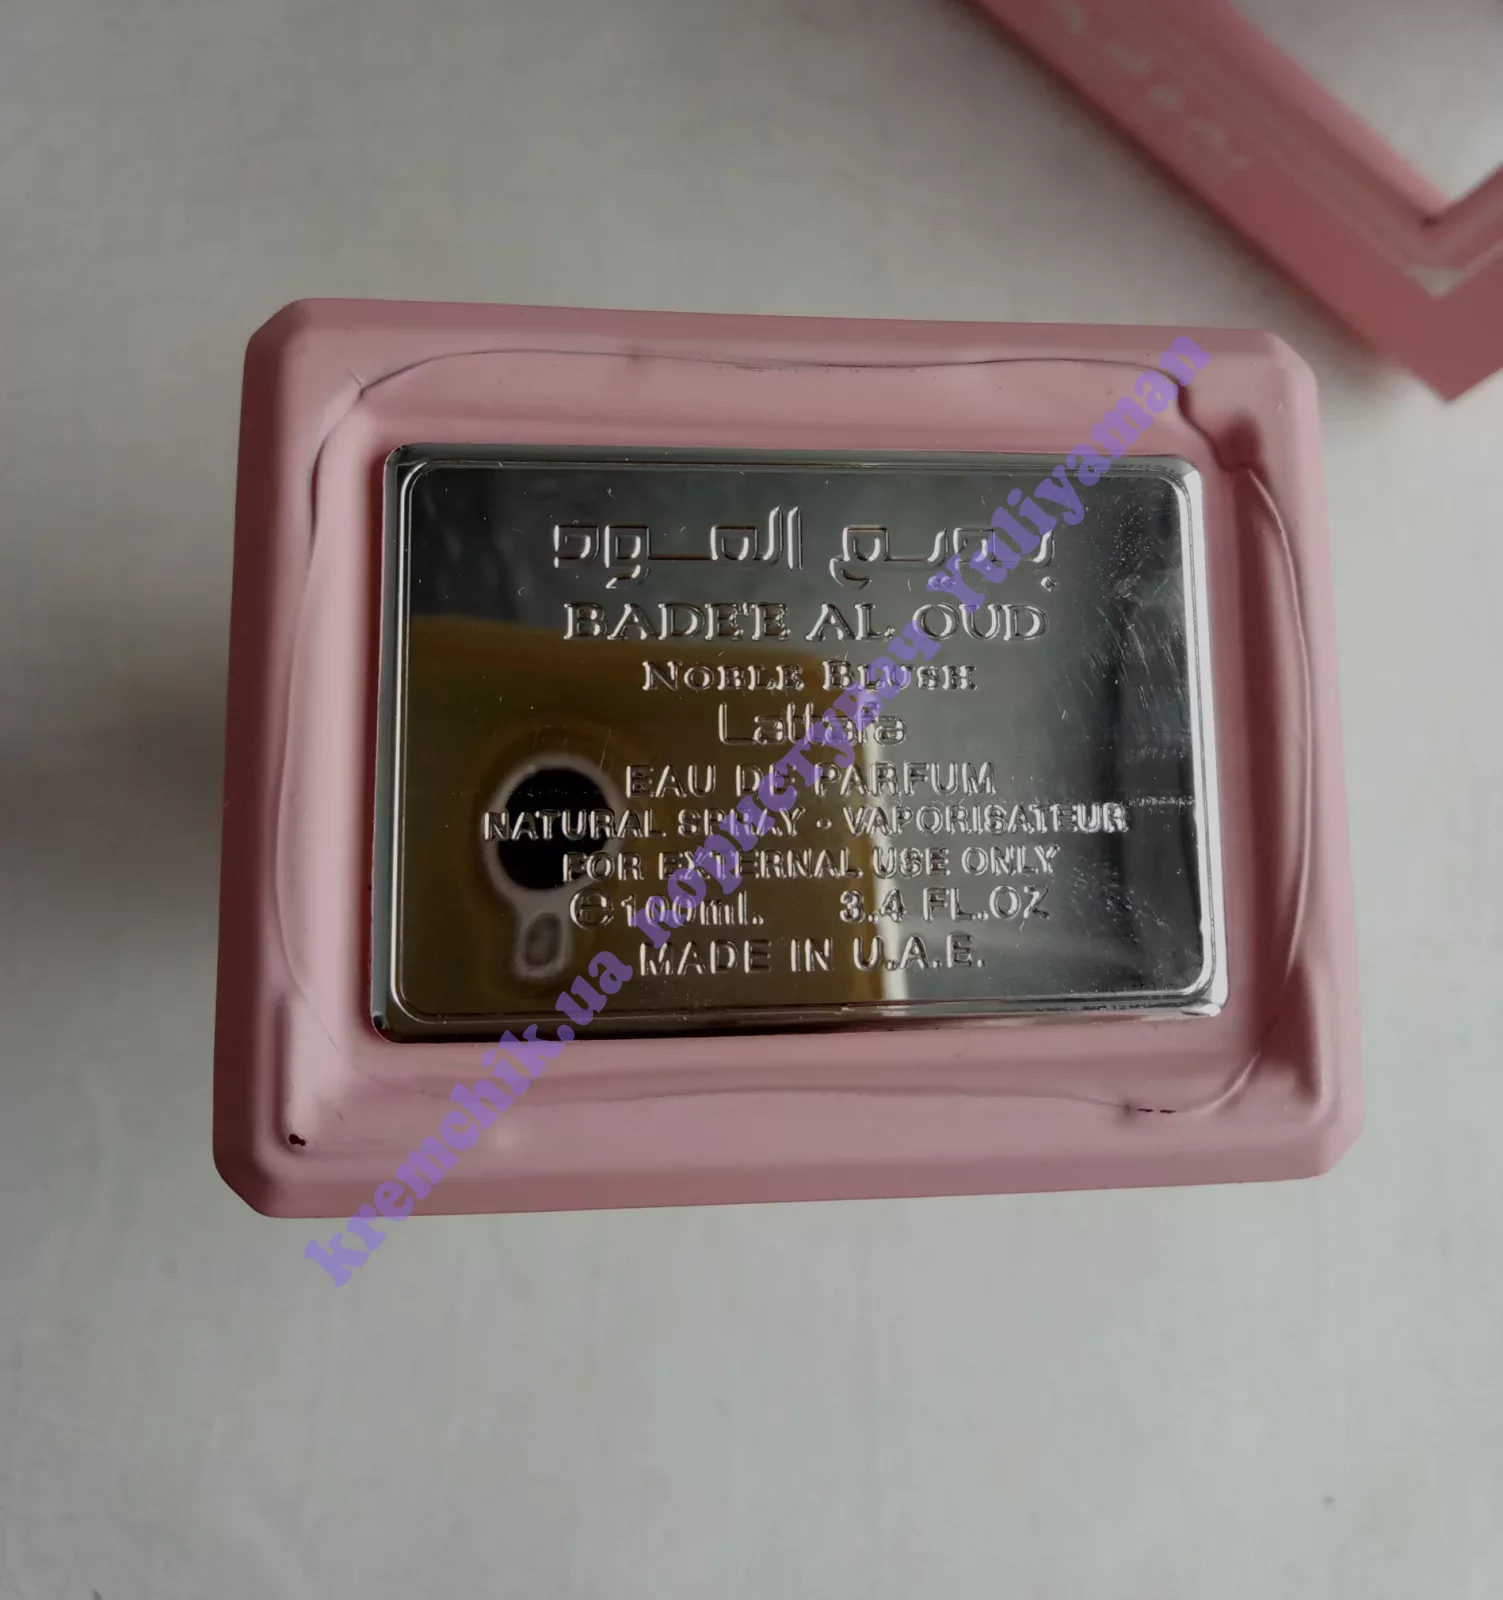 بديع العود
BADE'E AL OUD
NOBLE BLUSH
Lattafa
EAU DE PARFUM
NATURAL SPRAY • VAPORISATEUR
FOR EXTERNAL USE ONLY
℮100ml. 3.4 FL.OZ
MADE IN U.A.E.
kremchik.ua користувач Yuliyaman